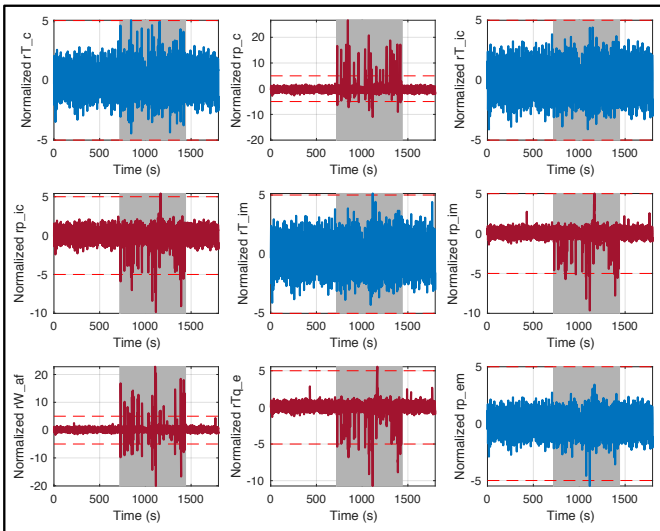 Normalized rT_c
5
0
-5
0 500 1000 1500
Time (s)
Normalized rp_c
20
10
0
-10
-20
0 500 1000 1500
Time (s)
Normalized rT_ic
5
0
-5
0 500 1000 1500
Time (s)
Normalized rp_ic
5
0
-5
-10
0 500 1000 1500
Time (s)
Normalized rT_im
5
0
-5
0 500 1000 1500
Time (s)
Normalized rp_im
5
0
-5
-10
0 500 1000 1500
Time (s)
Normalized rW_af
20
10
0
-10
-20
0 500 1000 1500
Time (s)
Normalized rTq_e
5
0
-5
-10
0 500 1000 1500
Time (s)
Normalized rp_em
5
0
-5
0 500 1000 1500
Time (s)